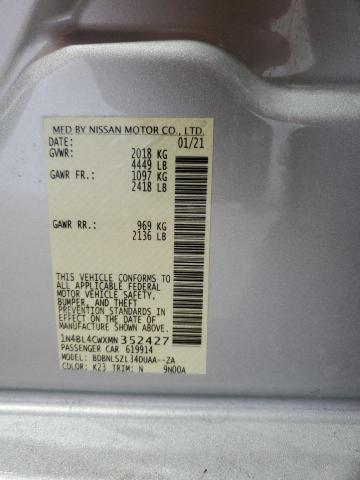 MFD BY NISSAN MOTOR CO., LTD.
DATE: 01/21
GVWR: 2018 KG
4449 LB
GAWR FR.: 1097 KG
2418 LB
GAWR RR.: 969 KG
2136 LB
THIS VEHICLE CONFORMS TO
ALL APPLICABLE FEDERAL
MOTOR VEHICLE SAFETY,
BUMPER, AND THEFT
PREVENTION STANDARDS IN
EFFECT ON THE DATE OF
MANUFACTURE SHOWN ABOVE.
1N4BL4CWXMN352427
PASSENGER CAR 619914
MODEL: BDBNLSZL34DUAA--ZA
COLOR: K23 TRIM: N 9N00A